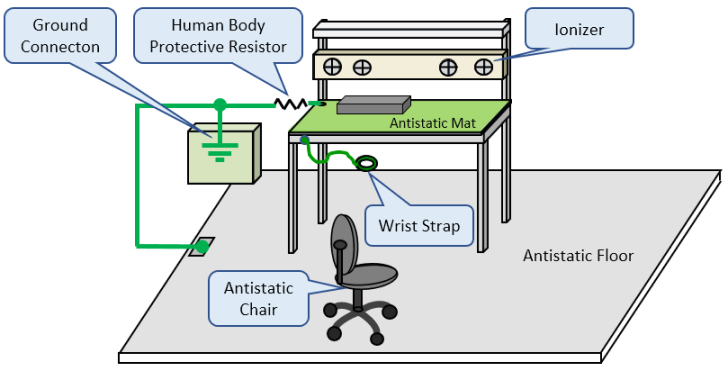 Ground
Connecton
Human Body
Protective Resistor
Ionizer
Antistatic Mat
Wrist Strap
Antistatic Floor
Antistatic
Chair